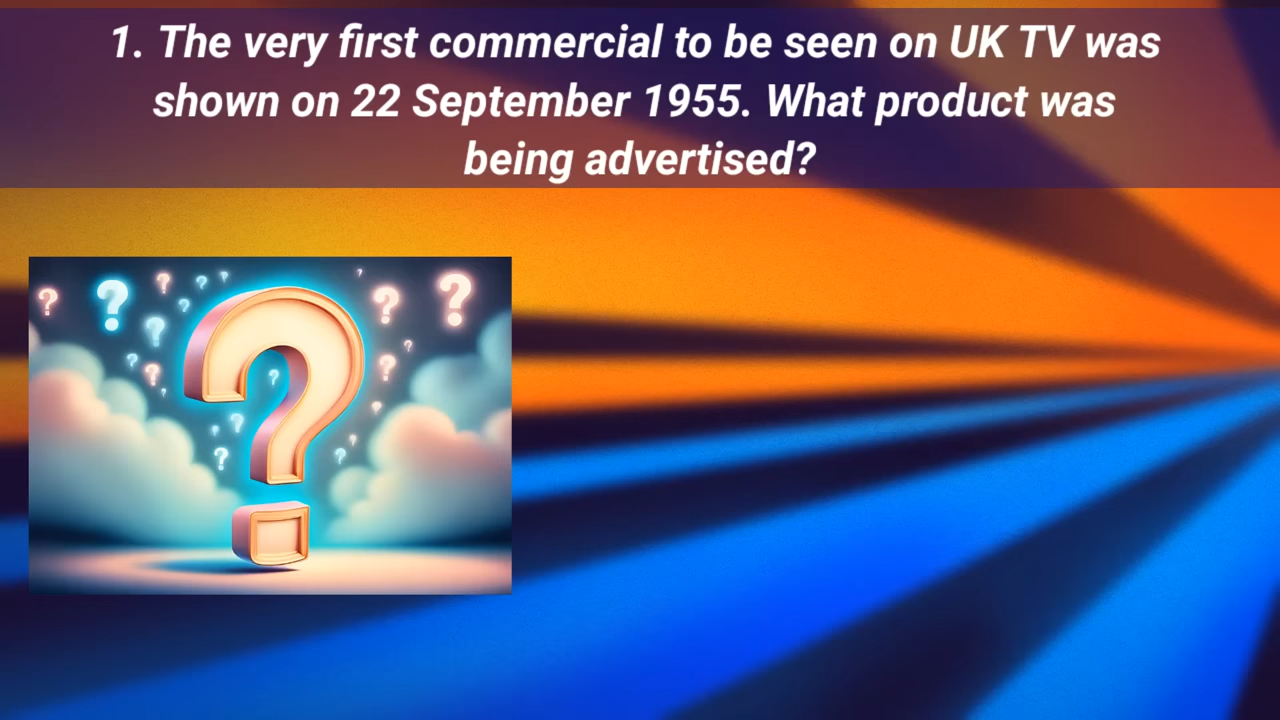 1. The very first commercial to be seen on UK TV was
shown on 22 September 1955. What product was
being advertised?